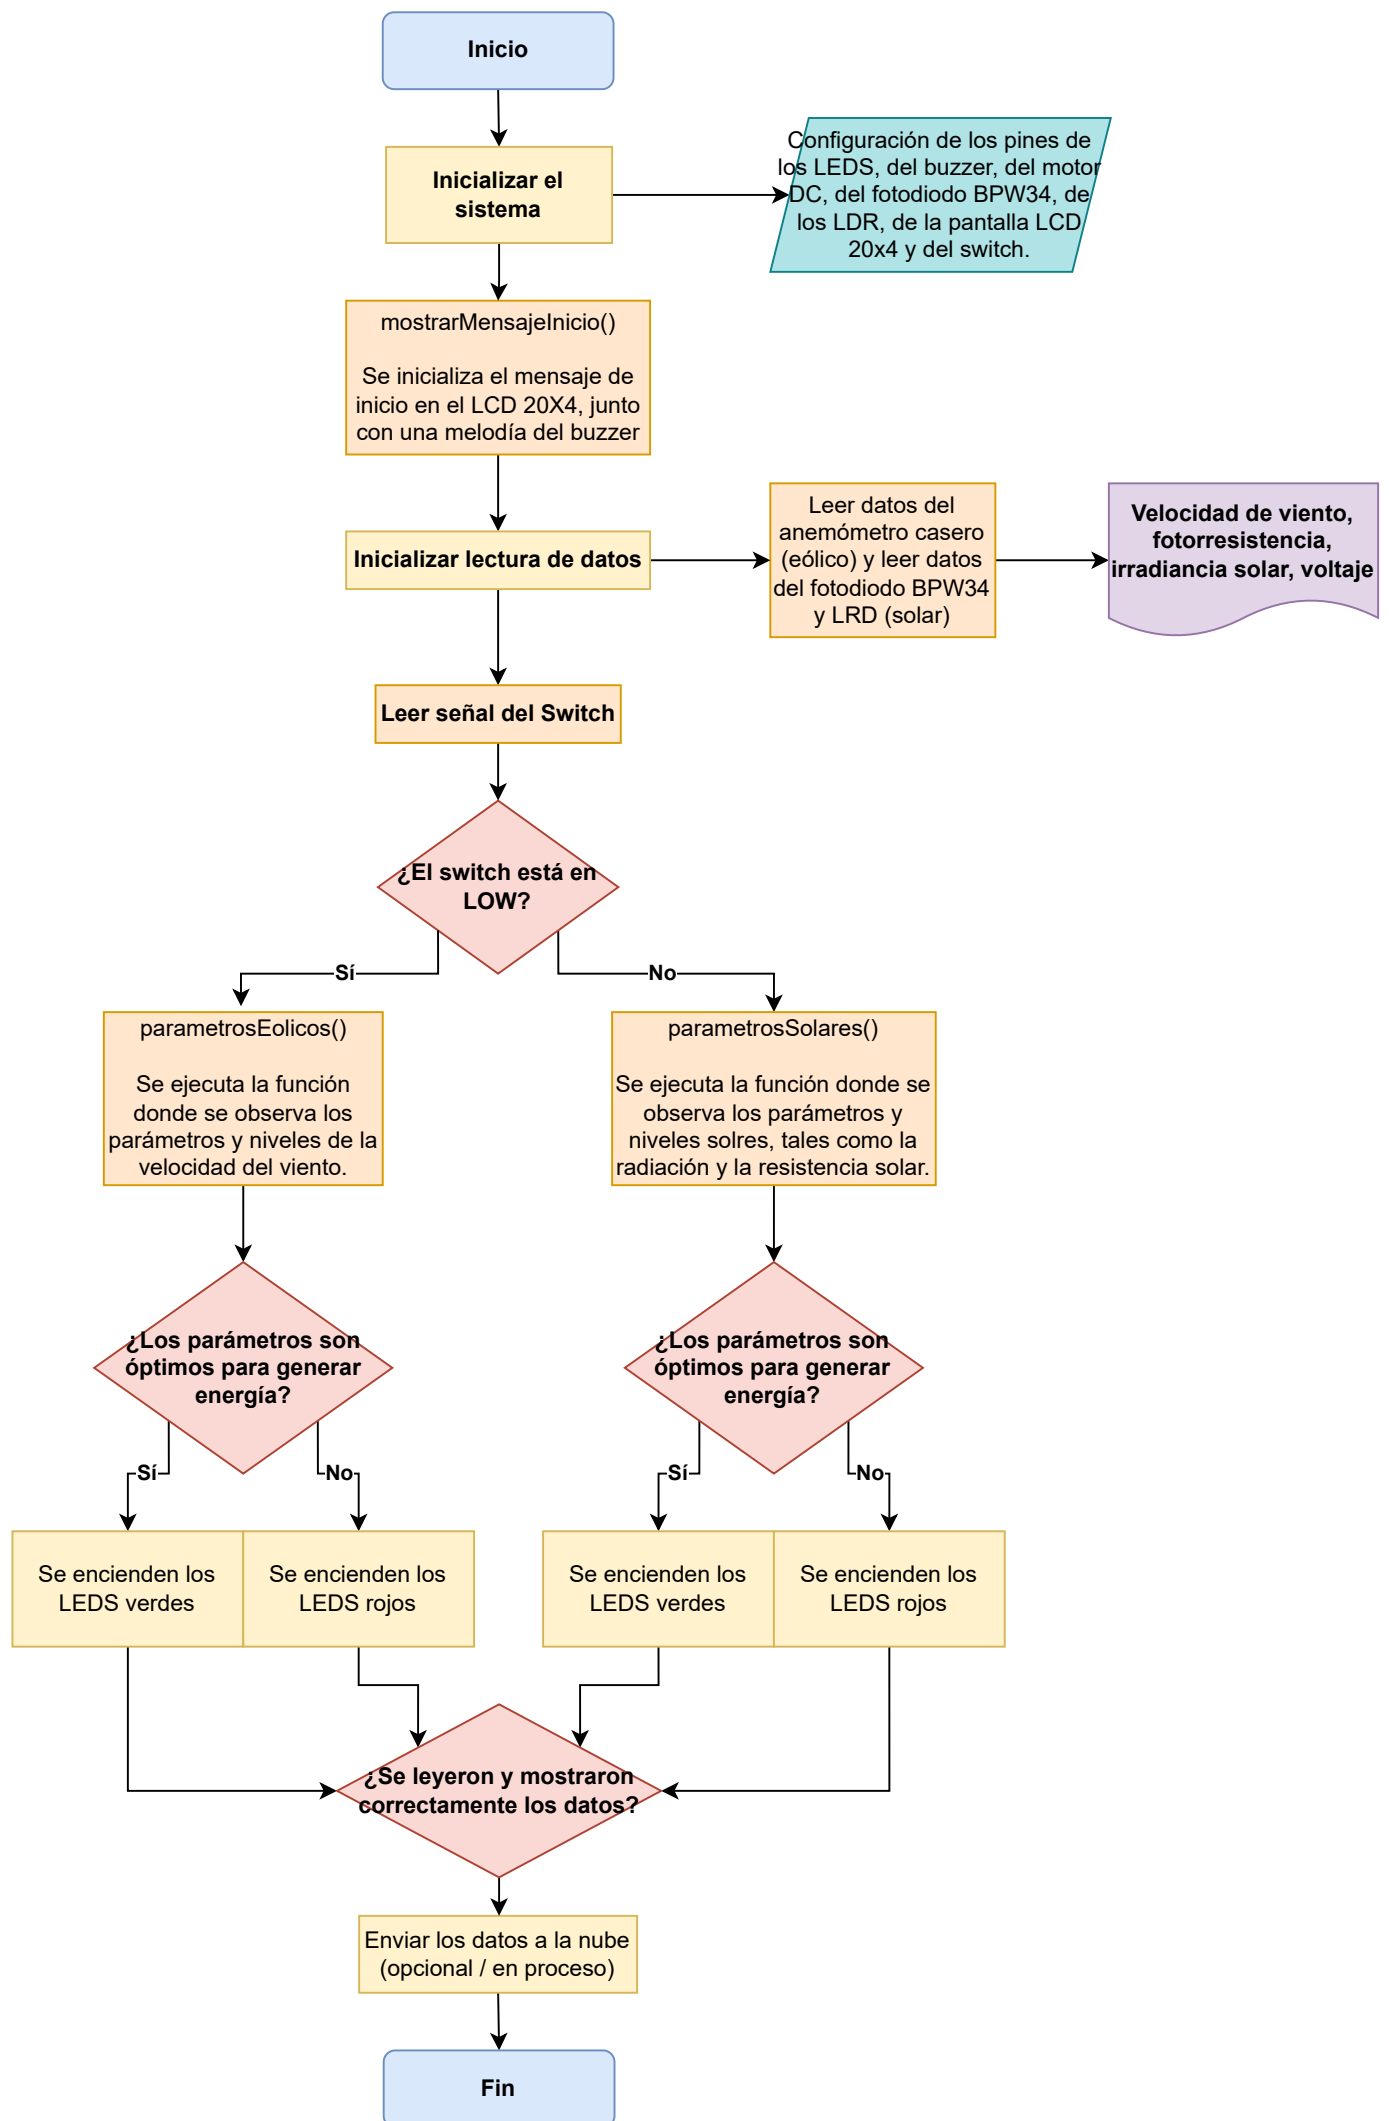 Inicio
Inicializar el
sistema
Configuración de los pines de
los LEDS, del buzzer, del motor
DC, del fotodiodo BPW34, de
los LDR, de la pantalla LCD
20x4 y del switch.
mostrarMensajeInicio()
Se inicializa el mensaje de
inicio en el LCD 20X4, junto
con una melodía del buzzer
Inicializar lectura de datos
Leer datos del
anemómetro casero
(eólico) y leer datos
del fotodiodo BPW34
y LRD (solar)
Velocidad de viento,
fotorresistencia,
irradiancia solar, voltaje
Leer señal del Switch
¿El switch está en
LOW?
Sí
No
parametrosEolicos()
Se ejecuta la función
donde se observa los
parámetros y niveles de la
velocidad del viento.
parametrosSolares()
Se ejecuta la función donde se
observa los parámetros y
niveles solres, tales como la
radiación y la resistencia solar.
¿Los parámetros son
óptimos para generar
energía?
¿Los parámetros son
óptimos para generar
energía?
Sí
No
Sí
No
Se encienden los
LEDS verdes
Se encienden los
LEDS rojos
Se encienden los
LEDS verdes
Se encienden los
LEDS rojos
¿Se leyeron y mostraron
correctamente los datos?
Enviar los datos a la nube
(opcional / en proceso)
Fin